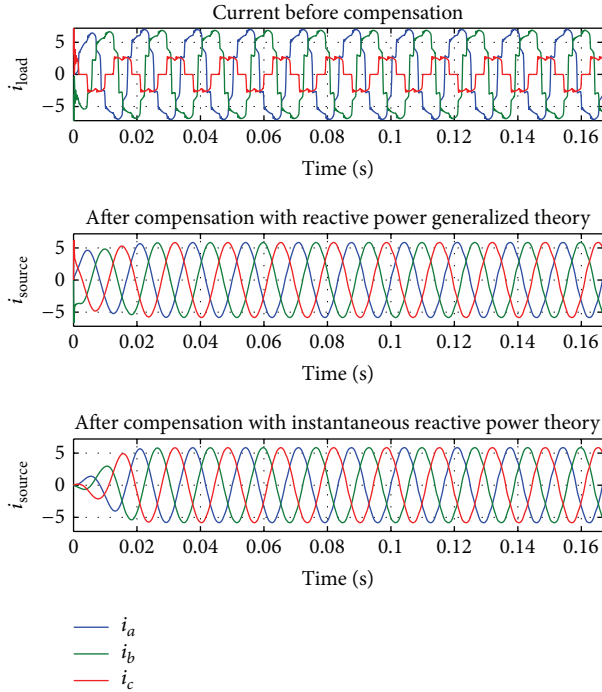 Current before compensation
5
0
−5
i_load
0 0.02 0.04 0.06 0.08 0.1 0.12 0.14 0.16
Time (s)
After compensation with reactive power generalized theory
5
0
−5
i_source
0 0.02 0.04 0.06 0.08 0.1 0.12 0.14 0.16
Time (s)
After compensation with instantaneous reactive power theory
5
0
−5
i_source
0 0.02 0.04 0.06 0.08 0.1 0.12 0.14 0.16
Time (s)
i_a
i_b
i_c